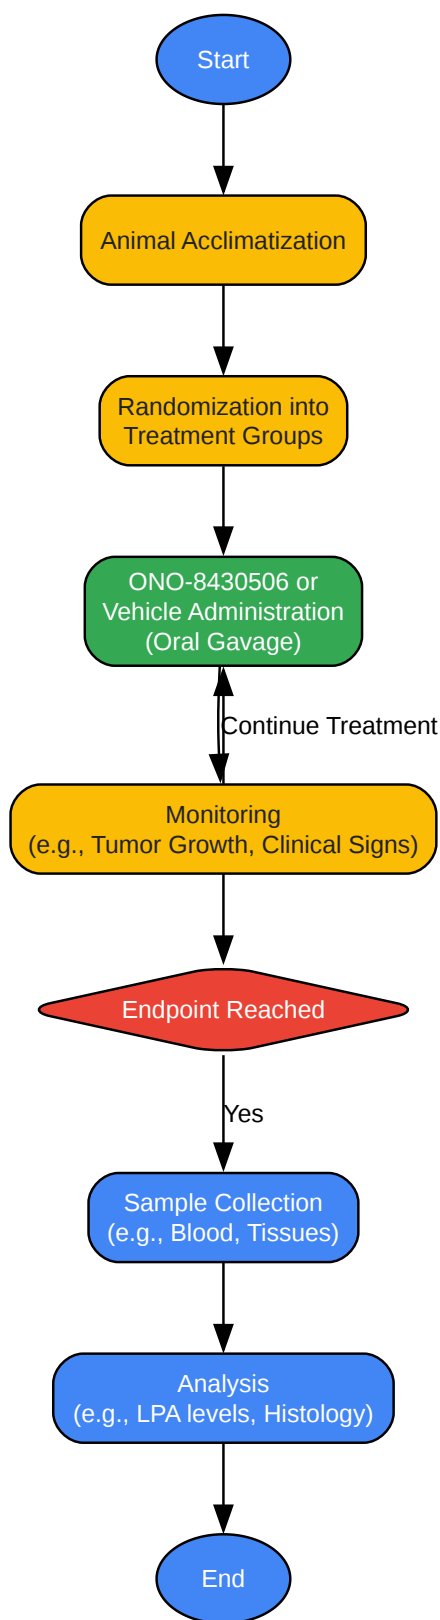 Start
Animal Acclimatization
Randomization into
Treatment Groups
ONO-8430506 or
Vehicle Administration
(Oral Gavage)
Continue Treatment
Monitoring
(e.g., Tumor Growth, Clinical Signs)
Endpoint Reached
Yes
Sample Collection
(e.g., Blood, Tissues)
Analysis
(e.g., LPA levels, Histology)
End